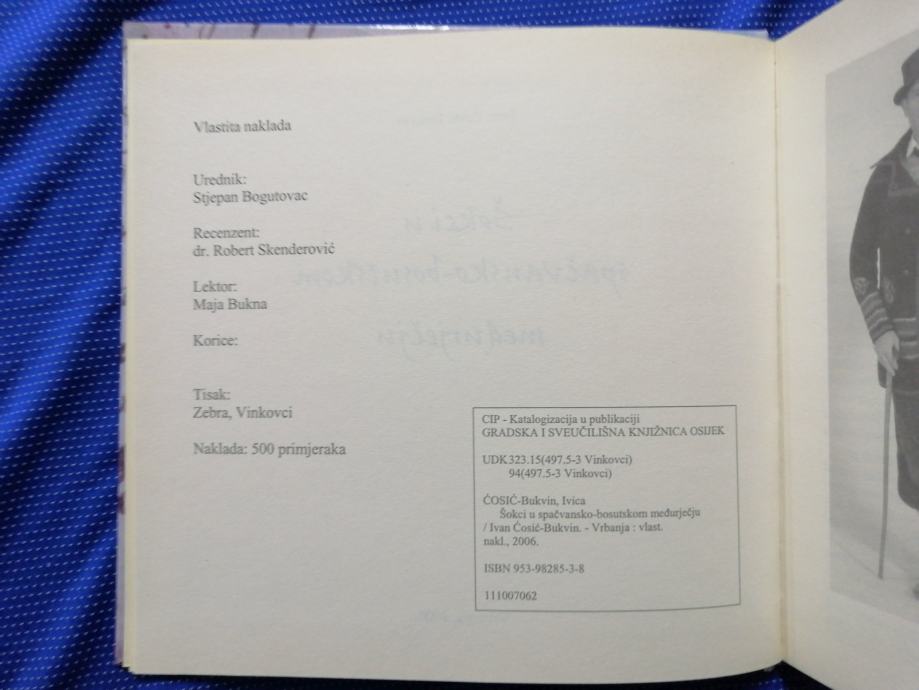 Vlastita naklada
Urednik:
Stjepan Bogutovac
Recenzent:
dr. Robert Skenderović
Lektor:
Maja Bukna
Korice:
Tisak:
Zebra, Vinkovci
Naklada: 500 primjeraka
CIP - Katalogizacija u publikaciji
GRADSKA I SVEUČILIŠNA KNJIŽNICA OSIJEK
UDK 323.15(497.5-3 Vinkovci)
94(497.5-3 Vinkovci)
ĆOSIĆ-Bukvin, Ivica
Šokci u spačvansko-bosutskom međurječju
/ Ivan Ćosić-Bukvin. - Vrbanja : vlast.
nakl., 2006.
ISBN 953-98285-3-8
111007062